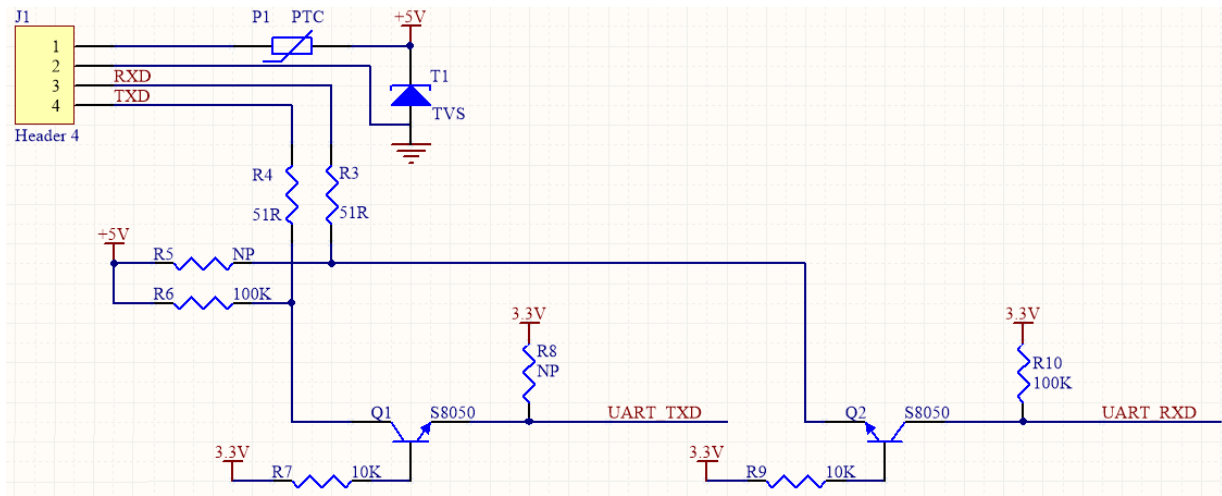 J1
P1 PTC
+5V
1
2
RXD
3
TXD
4
T1
TVS
Header 4
R4
R3
51R
51R
+5V
R5 NP
R6 100K
3.3V
3.3V
R8
NP
R10
100K
Q1 S8050
UART_TXD
Q2 S8050
UART_RXD
3.3V
R7 10K
3.3V
R9 10K